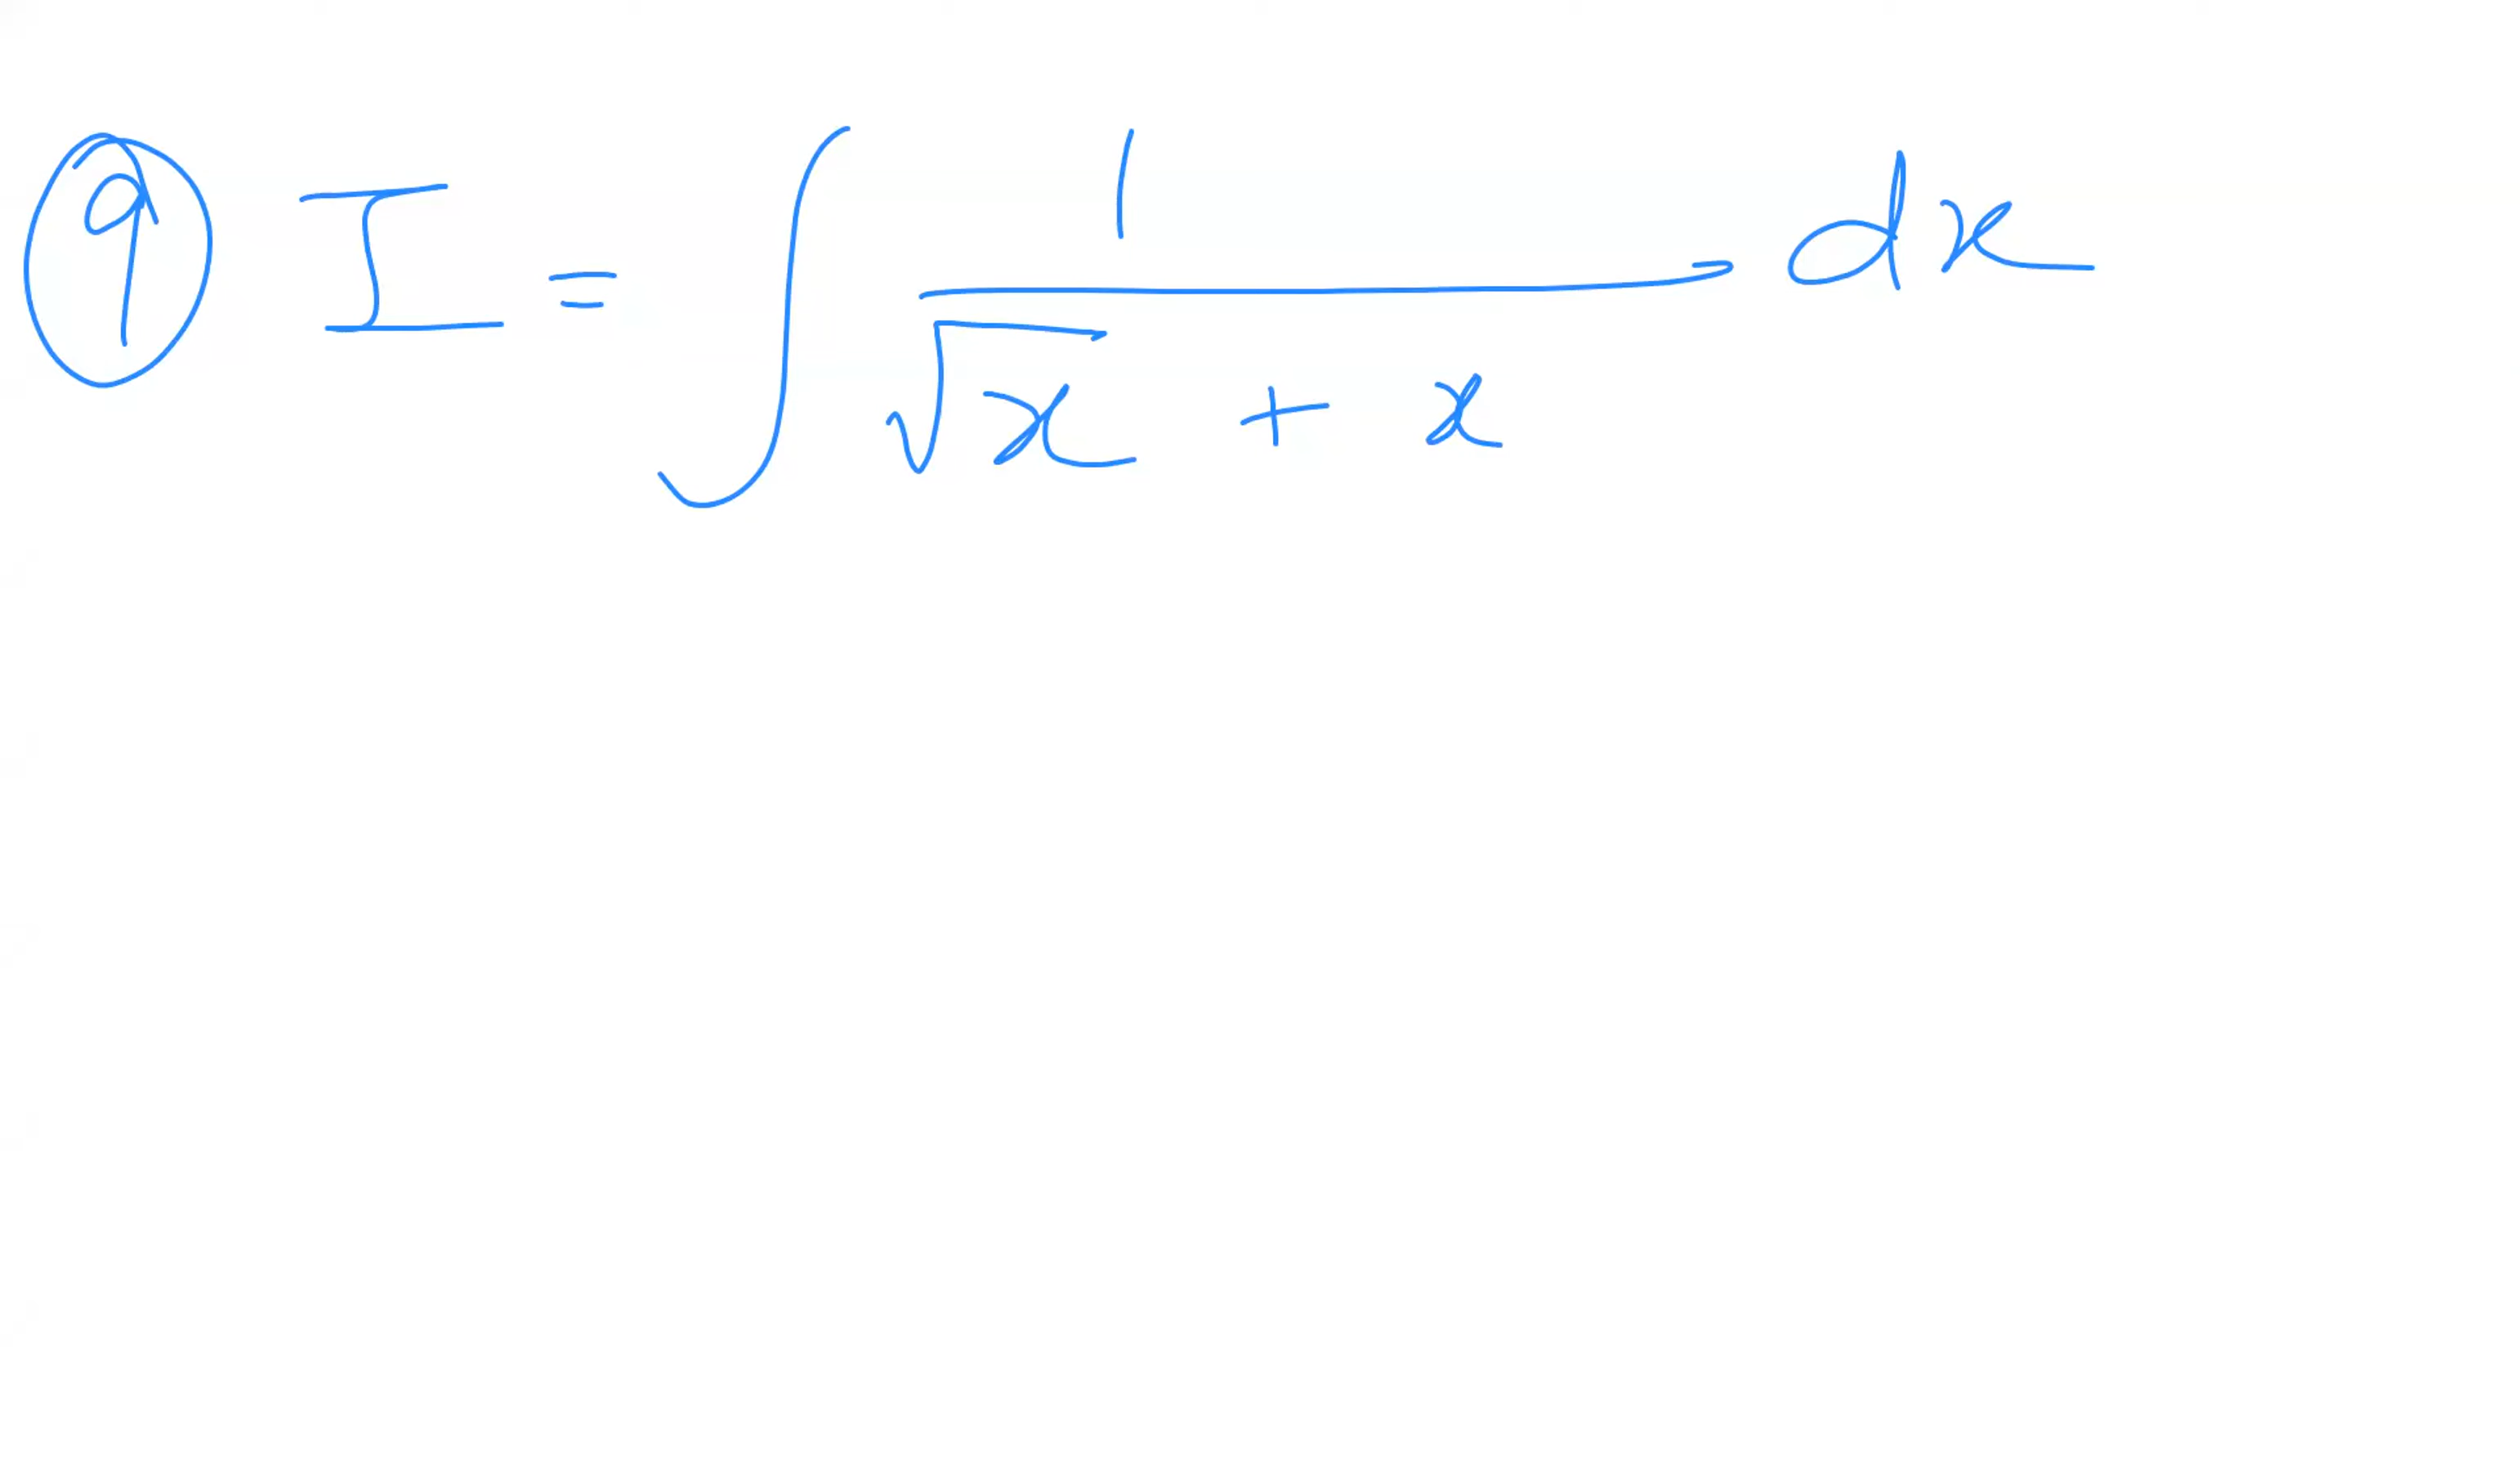 9 I = ∫ 1/(√x + x) dx